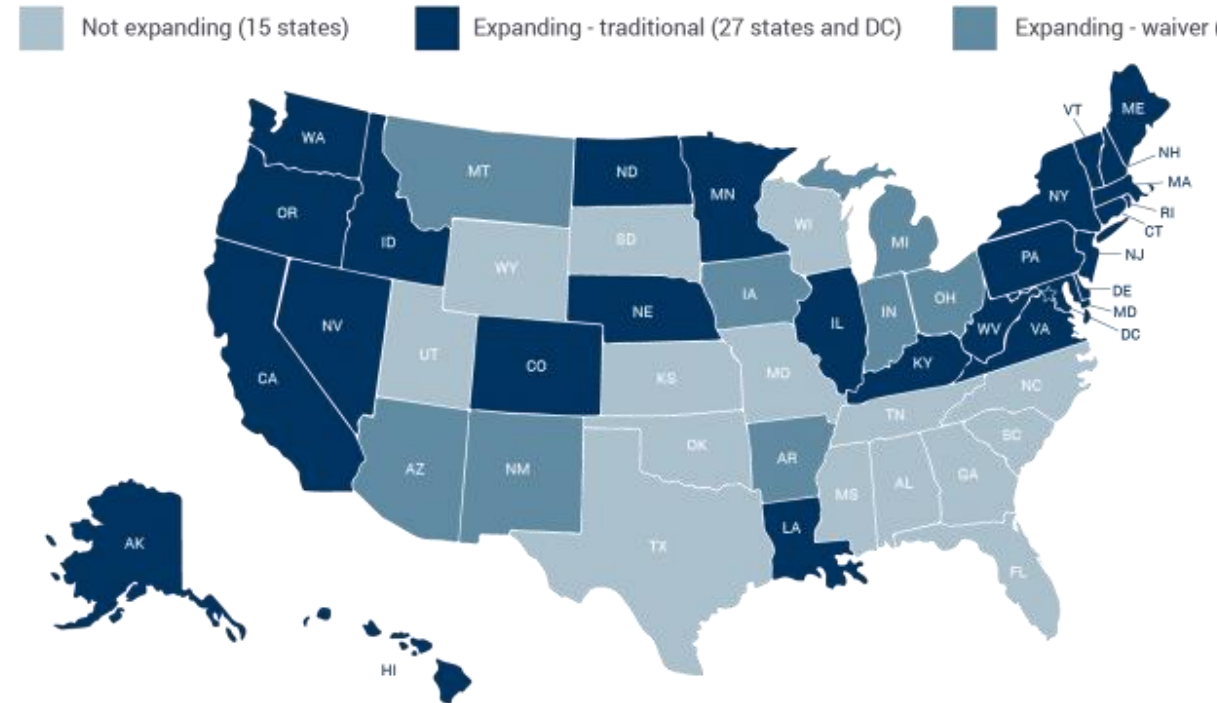 Not expanding (15 states) Expanding - traditional (27 states and DC) Expanding - waiver (
ME
VT
WA
NH
MT
ND
MN
MA
NY
OR
RI
ID
SD
WI
CT
MI
PA
NJ
WY
IA
DE
NE
IN
OH
MD
NV
IL
WV
VA
DC
UT
CO
KY
CA
KS
MO
NC
TN
SC
OK
AZ
NM
AR
GA
MS
AL
LA
AK
TX
FL
HI